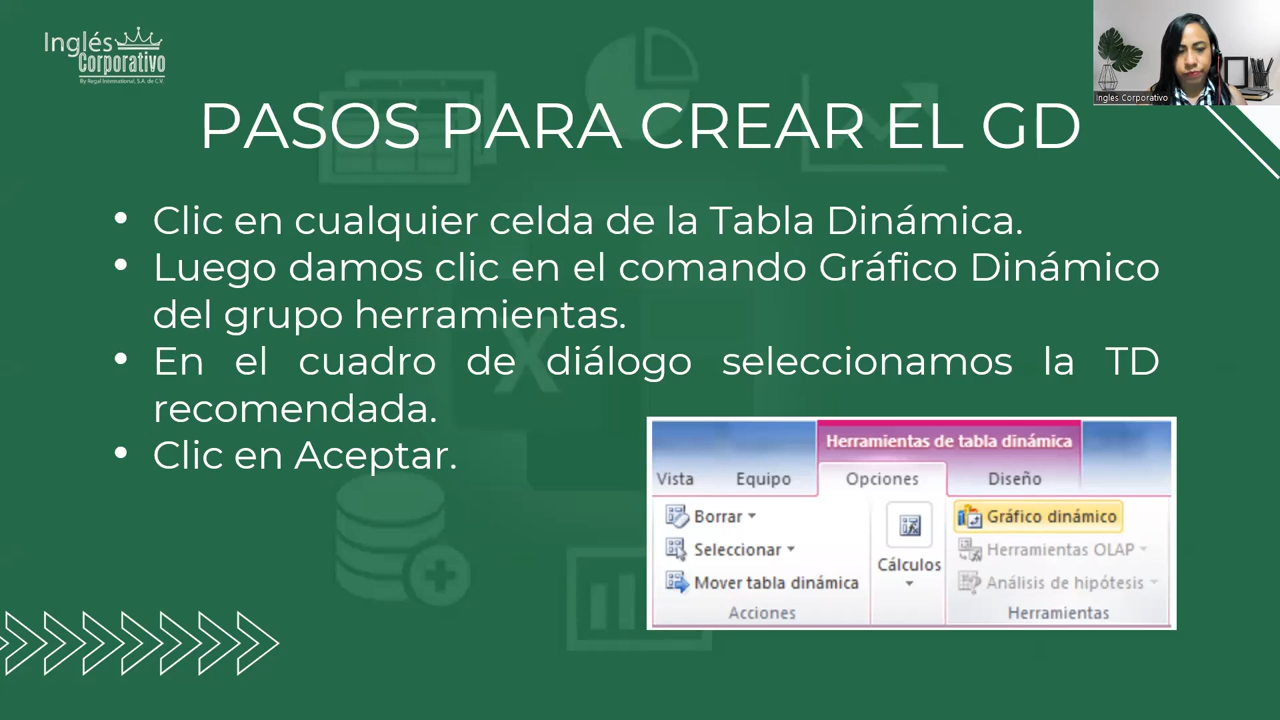 Inglés
Corporativo
By Regal International, S.A. de C.V.
Ingles Corporativo
PASOS PARA CREAR EL GD
• Clic en cualquier celda de la Tabla Dinámica.
• Luego damos clic en el comando Gráfico Dinámico
del grupo herramientas.
• En el cuadro de diálogo seleccionamos la TD
recomendada.
• Clic en Aceptar.
Herramientas de tabla dinámica
Vista Equipo Opciones Diseño
Borrar
Seleccionar
Mover tabla dinámica
Acciones
Cálculos
Gráfico dinámico
Herramientas OLAP
Análisis de hipótesis
Herramientas